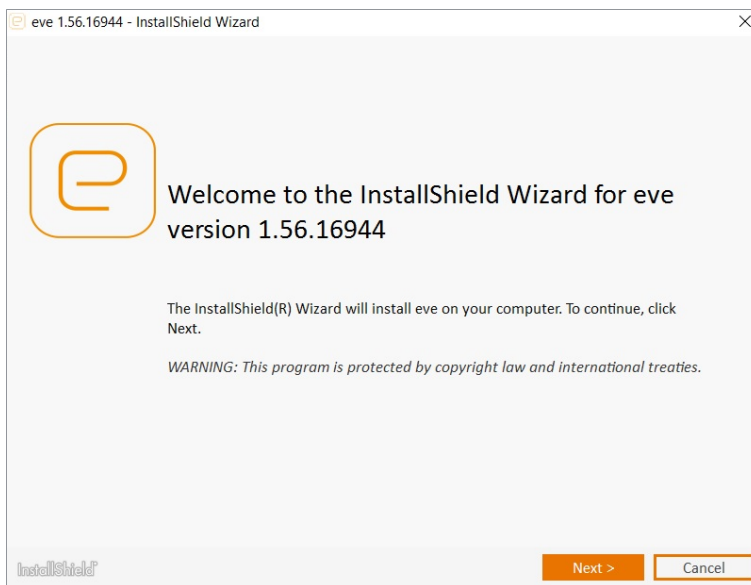 eve 1.56.16944 - InstallShield Wizard
Welcome to the InstallShield Wizard for eve
version 1.56.16944
The InstallShield(R) Wizard will install eve on your computer. To continue, click
Next.
WARNING: This program is protected by copyright law and international treaties.
InstallShield
Next >
Cancel